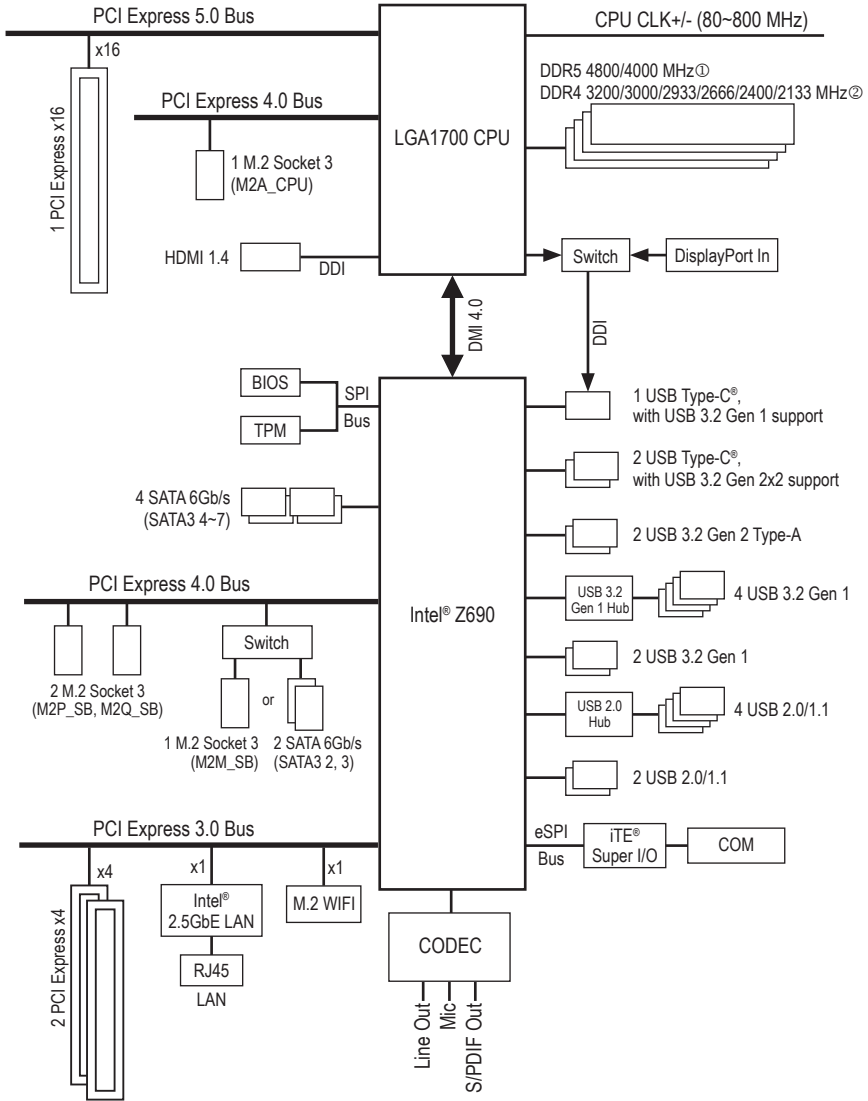 PCI Express 5.0 Bus
CPU CLK+/- (80~800 MHz)
x16
1 PCI Express x16
DDR5 4800/4000 MHz①
DDR4 3200/3000/2933/2666/2400/2133 MHz②
PCI Express 4.0 Bus
LGA1700 CPU
1 M.2 Socket 3
(M2A_CPU)
HDMI 1.4
DDI
Switch
DisplayPort In
DMI 4.0
DDI
BIOS
SPI
Bus
TPM
1 USB Type-C®,
with USB 3.2 Gen 1 support
2 USB Type-C®,
with USB 3.2 Gen 2x2 support
4 SATA 6Gb/s
(SATA3 4~7)
2 USB 3.2 Gen 2 Type-A
PCI Express 4.0 Bus
Intel® Z690
USB 3.2
Gen 1 Hub
4 USB 3.2 Gen 1
Switch
2 USB 3.2 Gen 1
2 M.2 Socket 3
(M2P_SB, M2Q_SB)
or
USB 2.0
Hub
4 USB 2.0/1.1
1 M.2 Socket 3
(M2M_SB)
2 SATA 6Gb/s
(SATA3 2, 3)
2 USB 2.0/1.1
PCI Express 3.0 Bus
eSPI
Bus
iTE®
Super I/O
COM
x4
x1
x1
2 PCI Express x4
Intel®
2.5GbE LAN
M.2 WIFI
RJ45
LAN
CODEC
Line Out
Mic
S/PDIF Out